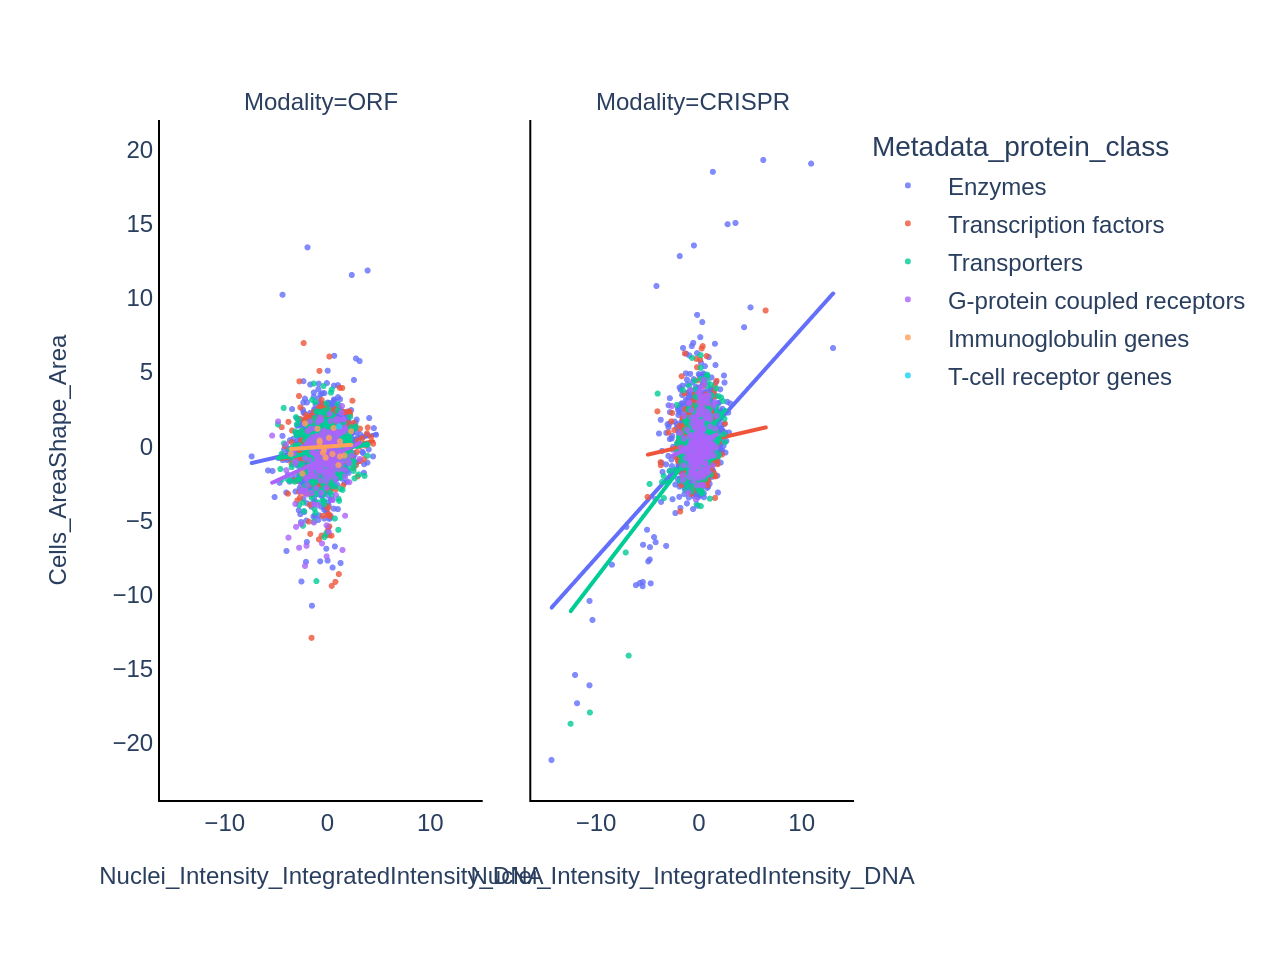 Modality=ORF
Modality=CRISPR
20
15
10
5
0
−5
−10
−15
−20
Cells_AreaShape_Area
−10
0
10
−10
0
10
Nuclei_Intensity_IntegratedIntensity_DNA
Nuclei_Intensity_IntegratedIntensity_DNA
Metadata_protein_class
Enzymes
Transcription factors
Transporters
G-protein coupled receptors
Immunoglobulin genes
T-cell receptor genes